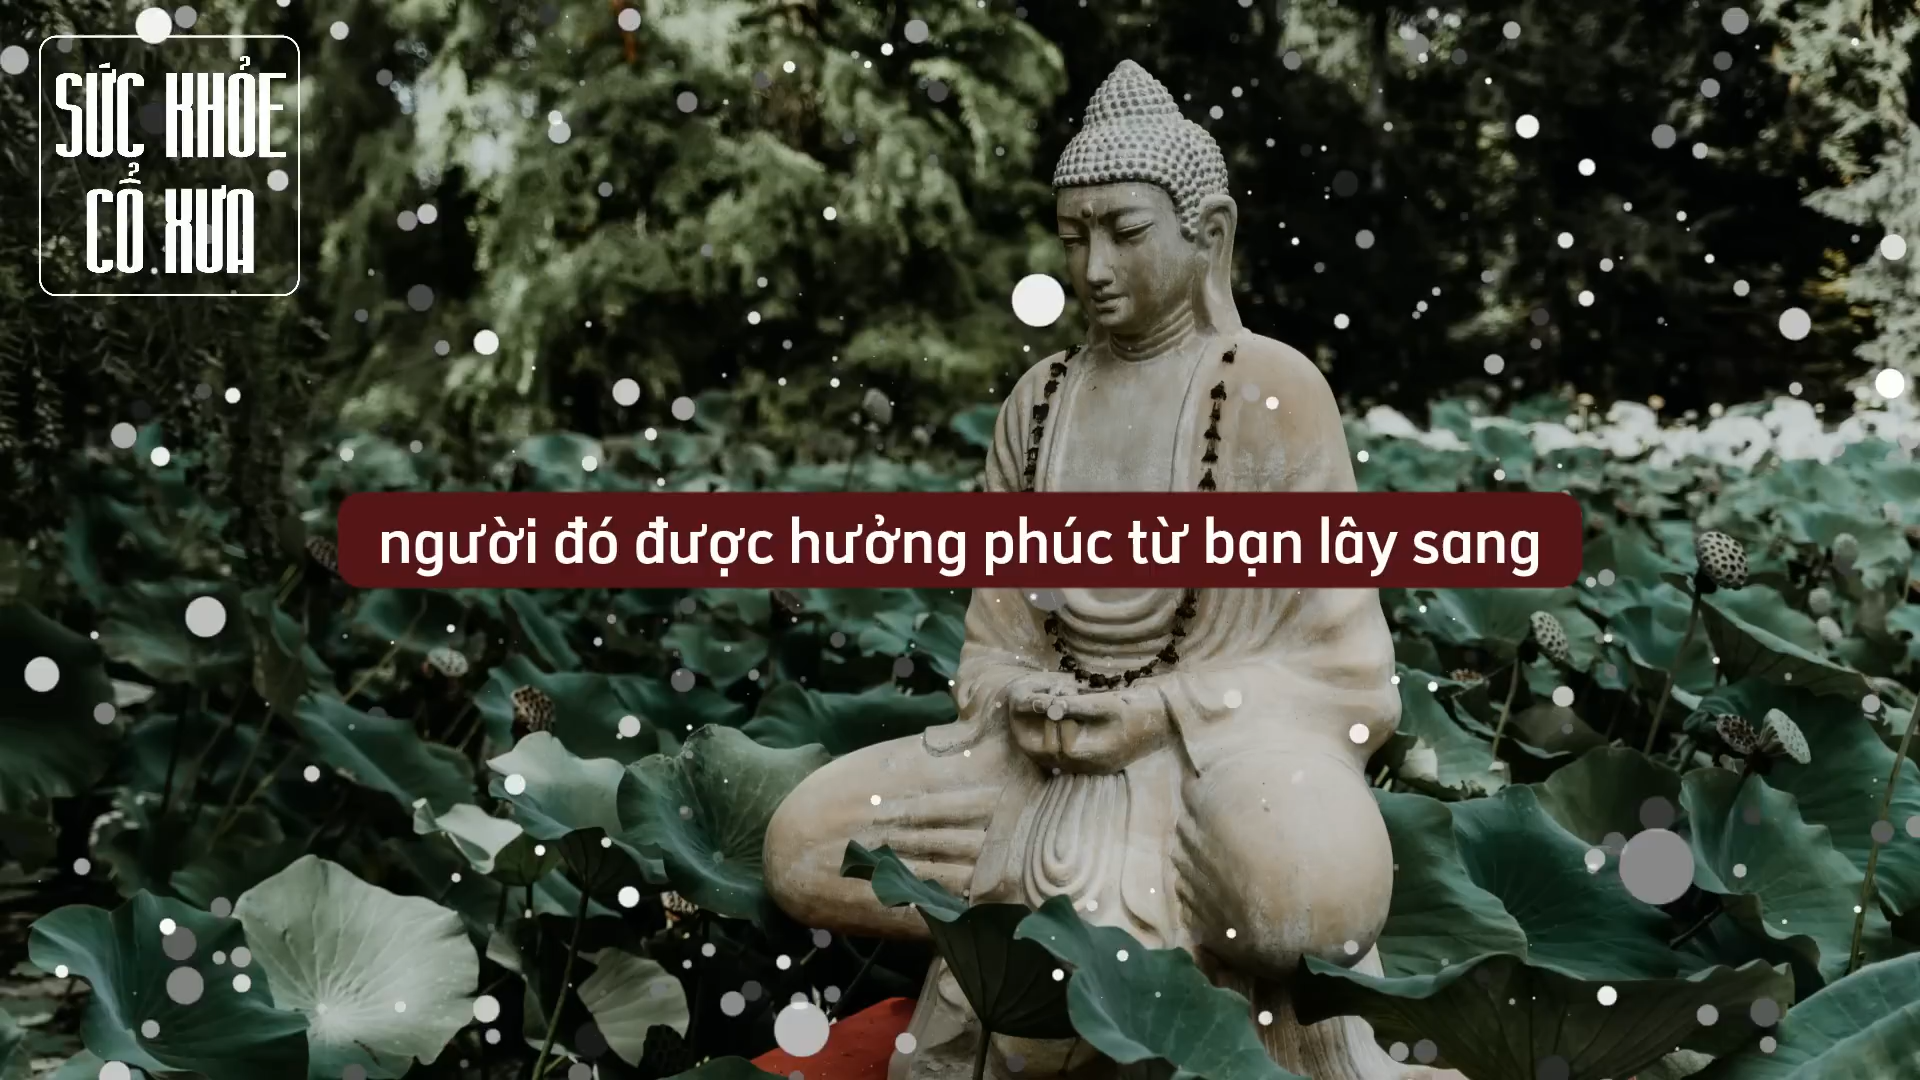 SỨC KHỎE
CỔ XƯA
người đó được hưởng phúc từ bạn lây sang